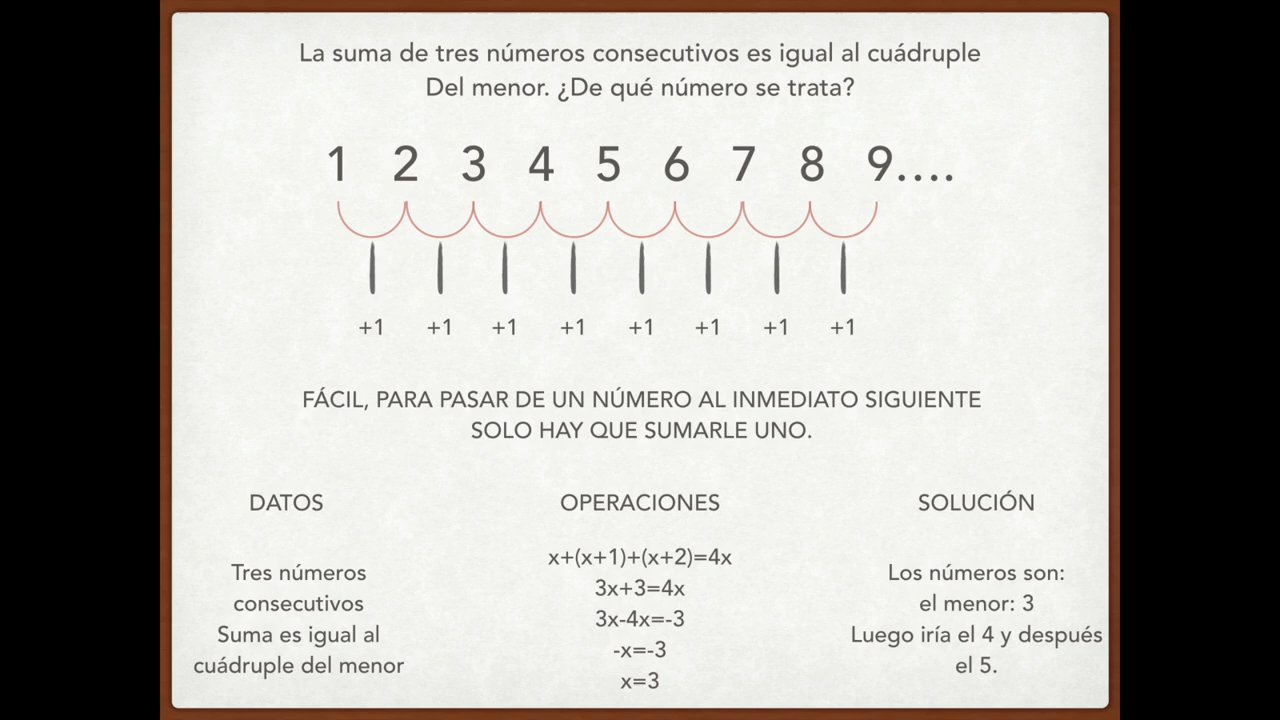 La suma de tres números consecutivos es igual al cuádruple
Del menor. ¿De qué número se trata?
1 2 3 4 5 6 7 8 9....
+1 +1 +1 +1 +1 +1 +1 +1
FÁCIL, PARA PASAR DE UN NÚMERO AL INMEDIATO SIGUIENTE
SOLO HAY QUE SUMARLE UNO.
DATOS
Tres números
consecutivos
Suma es igual al
cuádruple del menor
OPERACIONES
x+(x+1)+(x+2)=4x
3x+3=4x
3x-4x=-3
-x=-3
x=3
SOLUCIÓN
Los números son:
el menor: 3
Luego iría el 4 y después
el 5.